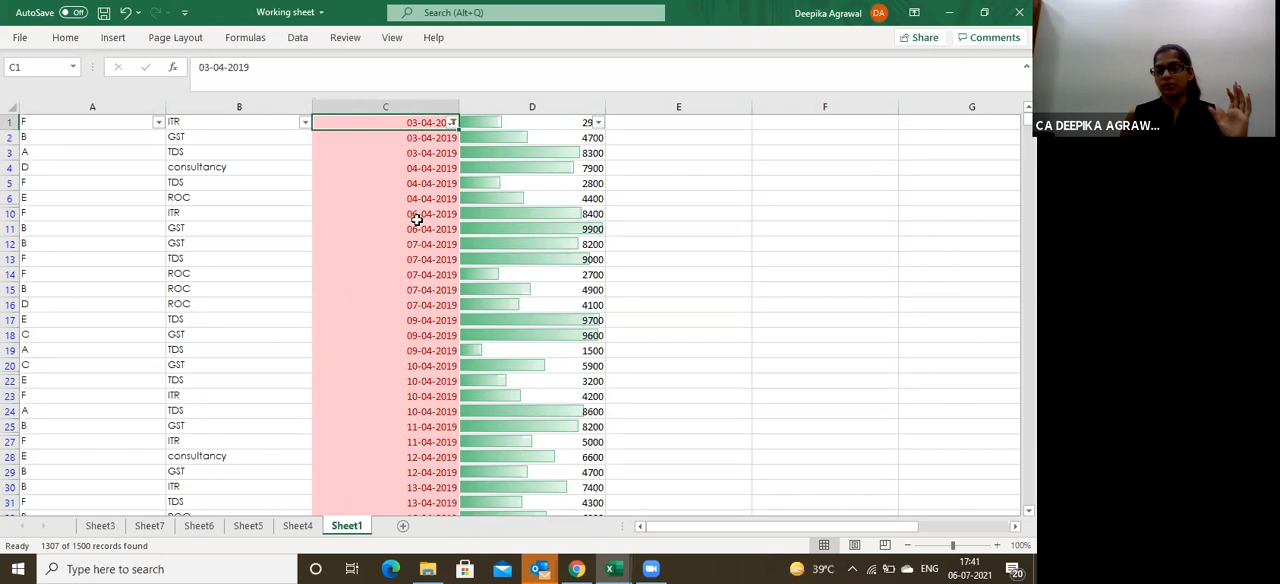 AutoSave Off Working sheet Search (Alt+Q) Deepika Agrawal DA
File Home Insert Page Layout Formulas Data Review View Help Share Comments
C1 fx 03-04-2019
A B C D E F G
1 F ITR 03-04-20 29
2 B GST 03-04-2019 4700
3 A TDS 03-04-2019 8300
4 D consultancy 04-04-2019 7900
5 F TDS 04-04-2019 2800
6 E ROC 04-04-2019 4400
10 F ITR 06-04-2019 8400
11 B GST 06-04-2019 9900
12 B GST 07-04-2019 8200
13 F TDS 07-04-2019 9000
14 F ROC 07-04-2019 2700
15 B ROC 07-04-2019 4900
16 D ROC 07-04-2019 4100
17 E TDS 09-04-2019 9700
18 C GST 09-04-2019 9600
19 A TDS 09-04-2019 1500
20 C GST 10-04-2019 5900
22 E TDS 10-04-2019 3200
23 F ITR 10-04-2019 4200
24 A TDS 10-04-2019 8600
25 B GST 11-04-2019 8200
27 F ITR 11-04-2019 5000
28 E consultancy 12-04-2019 6600
29 B GST 12-04-2019 4700
30 B ITR 13-04-2019 7400
31 F TDS 13-04-2019 4300
Sheet3 Sheet7 Sheet6 Sheet5 Sheet4 Sheet1
Ready 1307 of 1500 records found 100%
Type here to search 39°C ENG 17:41
06-07-2021 20
CA DEEPIKA AGRAW...